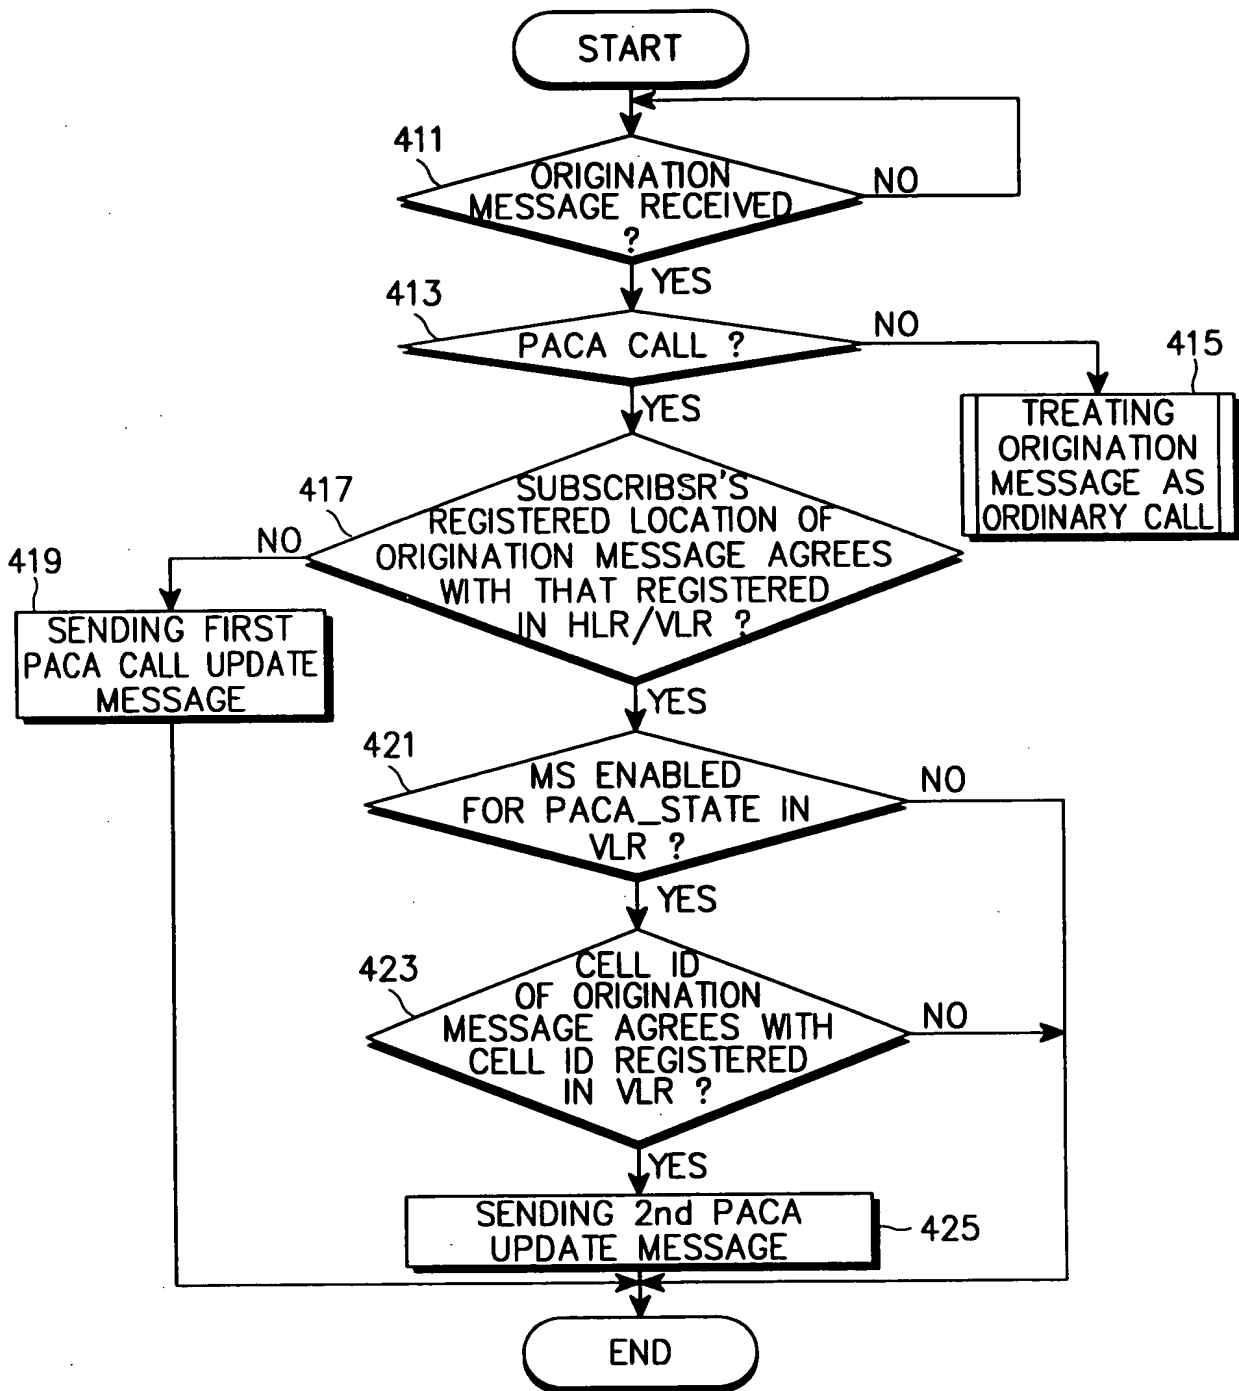 START
411
ORIGINATION
MESSAGE RECEIVED
?
NO
YES
413
PACA CALL ?
NO
YES
415
TREATING
ORIGINATION
MESSAGE AS
ORDINARY CALL
417
SUBSCRIBSR'S
REGISTERED LOCATION OF
ORIGINATION MESSAGE AGREES
WITH THAT REGISTERED
IN HLR/VLR ?
NO
419
SENDING FIRST
PACA CALL UPDATE
MESSAGE
YES
421
MS ENABLED
FOR PACA_STATE IN
VLR ?
NO
YES
423
CELL ID
OF ORIGINATION
MESSAGE AGREES WITH
CELL ID REGISTERED
IN VLR ?
NO
YES
SENDING 2nd PACA
UPDATE MESSAGE
425
END